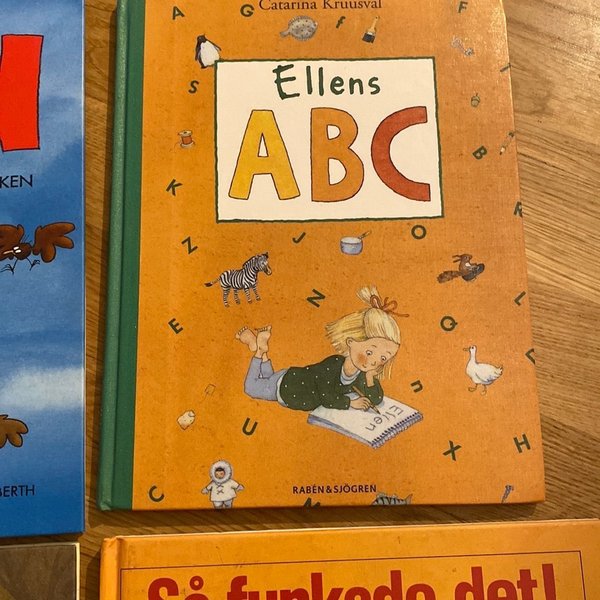 Catarina Kruusval
Ellens
ABC
A G F E
S G
K B
Z J O R
E N Q L
U n X H
C S
Ellen
RABÉN & SJÖGREN
KEN
BERTH
Så funkade det!